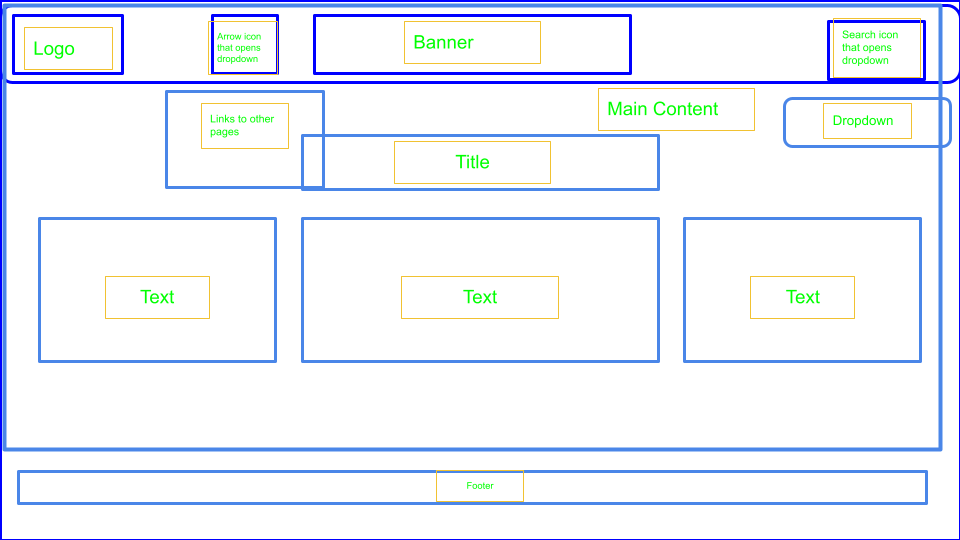 Logo
Arrow icon
that opens
dropdown
Banner
Search icon
that opens
dropdown
Links to other
pages
Main Content
Dropdown
Title
Text
Text
Text
Footer